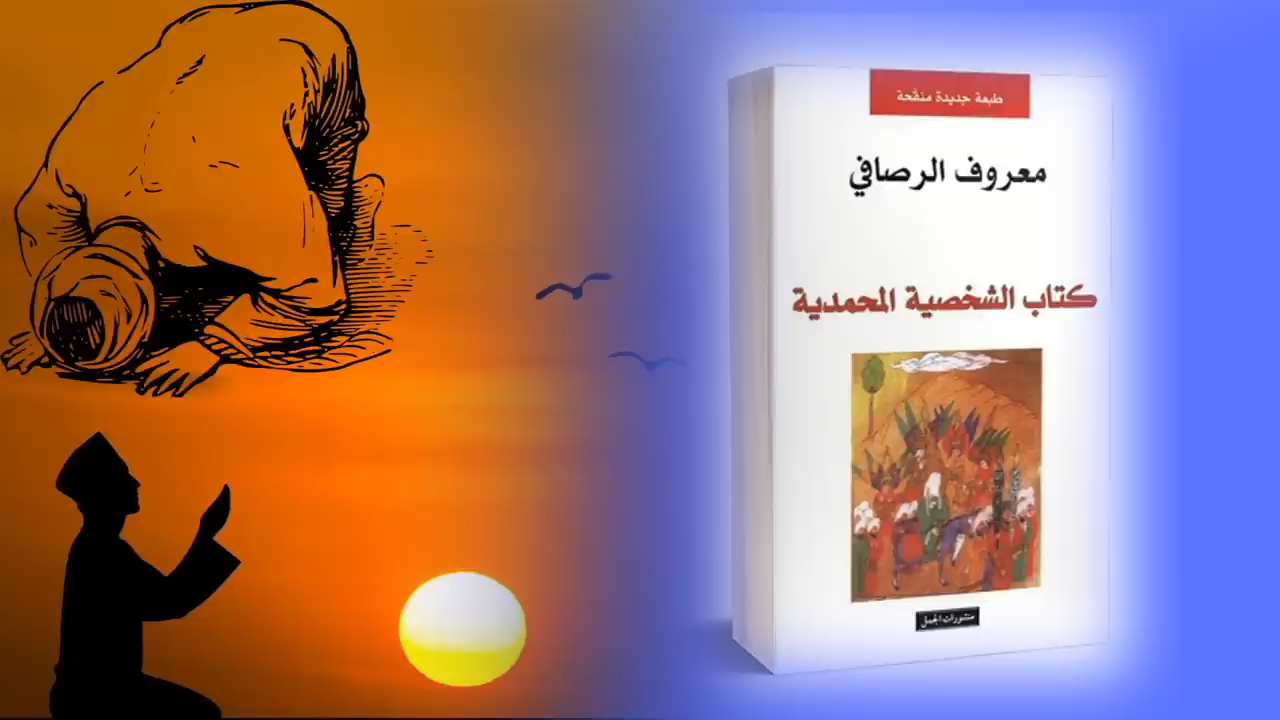 طبعة جديدة منقحة
معروف الرصافي
كتاب الشخصية المحمدية
منشورات الجمل